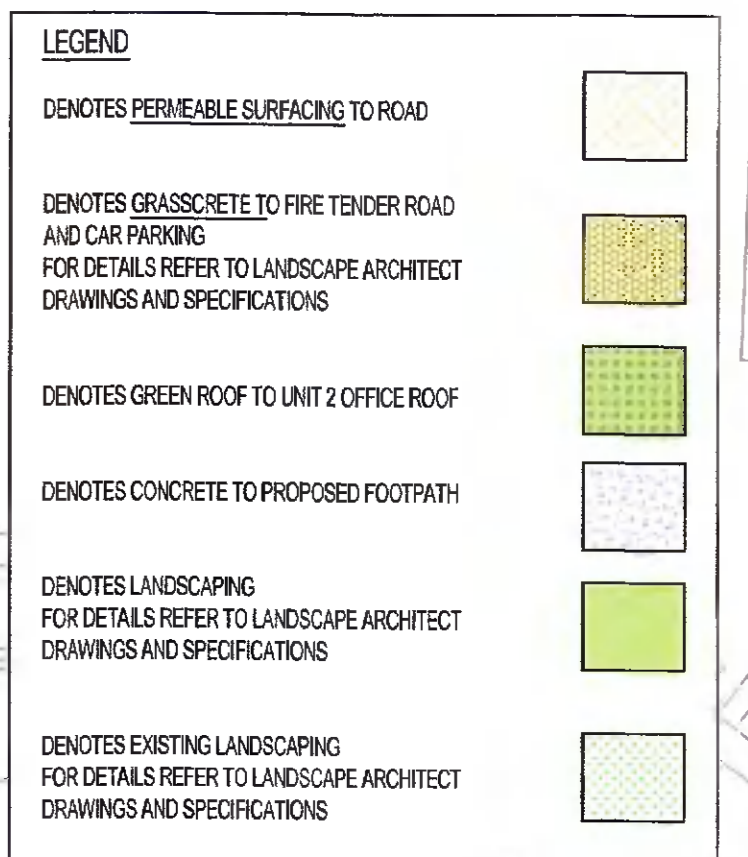 LEGEND
DENOTES PERMEABLE SURFACING TO ROAD
DENOTES GRASSCRETE TO FIRE TENDER ROAD
AND CAR PARKING
FOR DETAILS REFER TO LANDSCAPE ARCHITECT
DRAWINGS AND SPECIFICATIONS
DENOTES GREEN ROOF TO UNIT 2 OFFICE ROOF
DENOTES CONCRETE TO PROPOSED FOOTPATH
DENOTES LANDSCAPING
FOR DETAILS REFER TO LANDSCAPE ARCHITECT
DRAWINGS AND SPECIFICATIONS
DENOTES EXISTING LANDSCAPING
FOR DETAILS REFER TO LANDSCAPE ARCHITECT
DRAWINGS AND SPECIFICATIONS